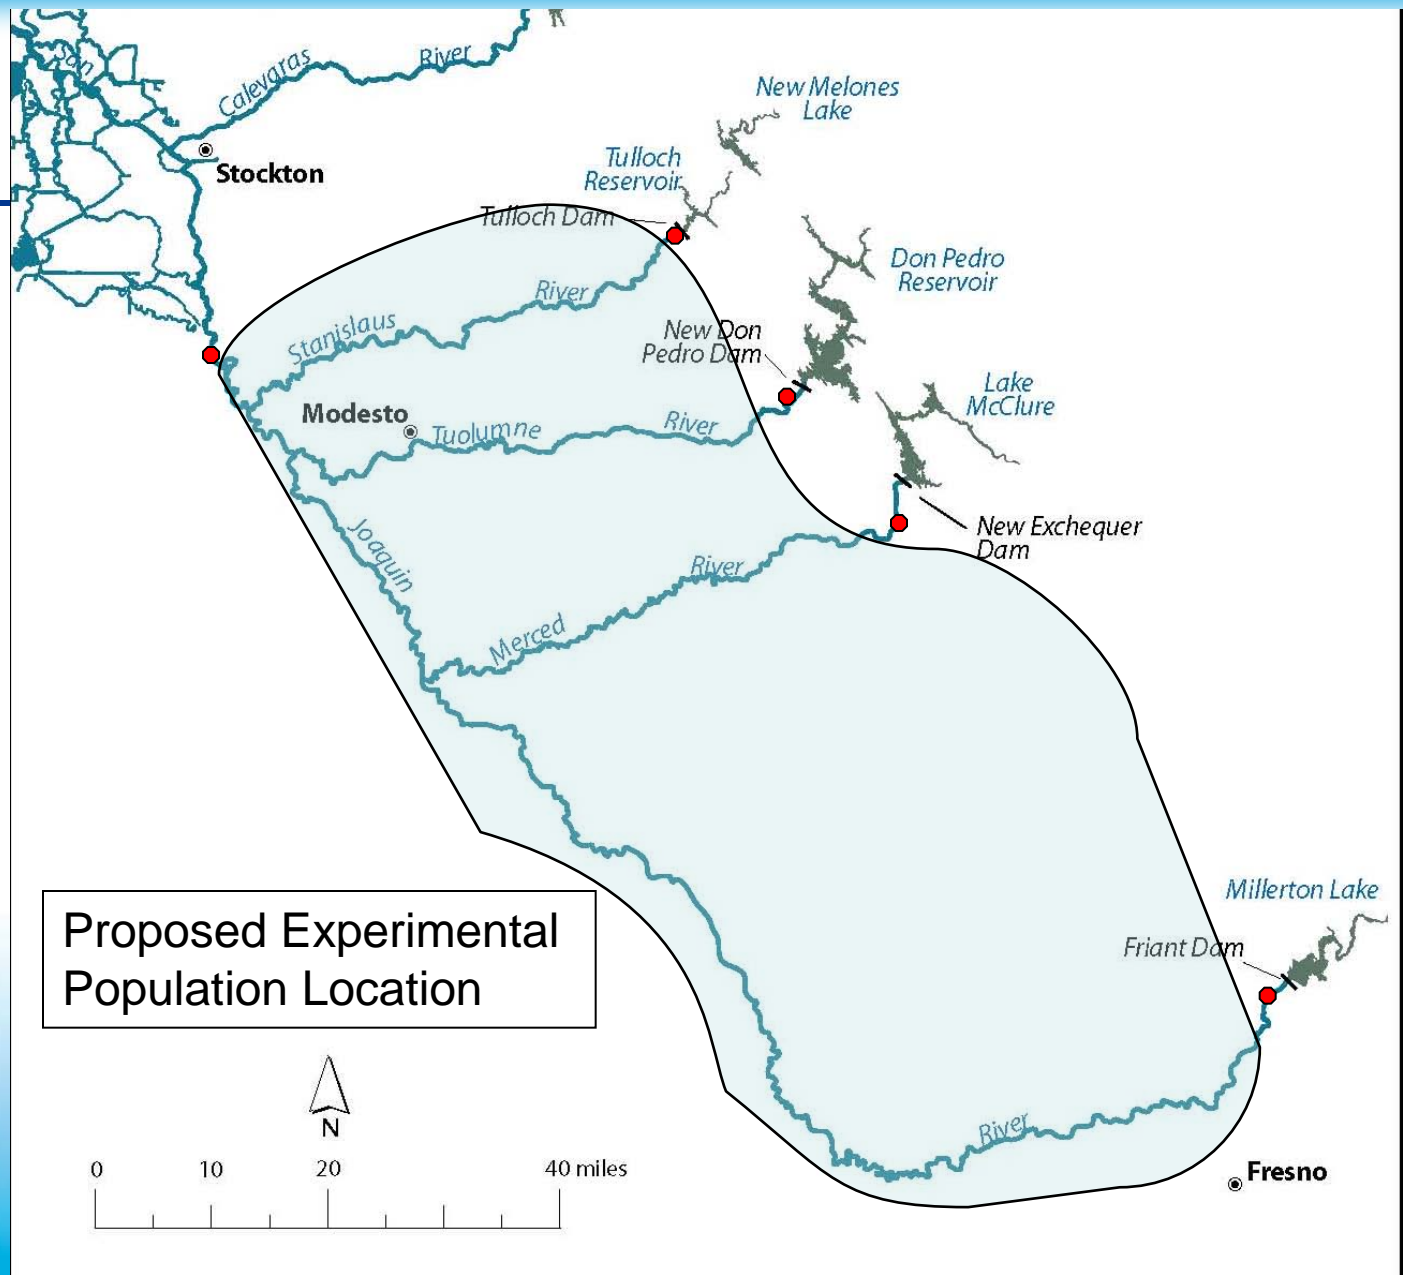 San
Calevaras River
Stockton
New Melones
Lake
Tulloch
Reservoir
Tulloch Dam
Don Pedro
Reservoir
Stanislaus River
New Don
Pedro Dam
Lake
McClure
Modesto
Tuolumne River
Joaquin
New Exchequer
Dam
Merced River
Millerton Lake
Friant Dam
Proposed Experimental
Population Location
N
0 10 20 40 miles
River
Fresno